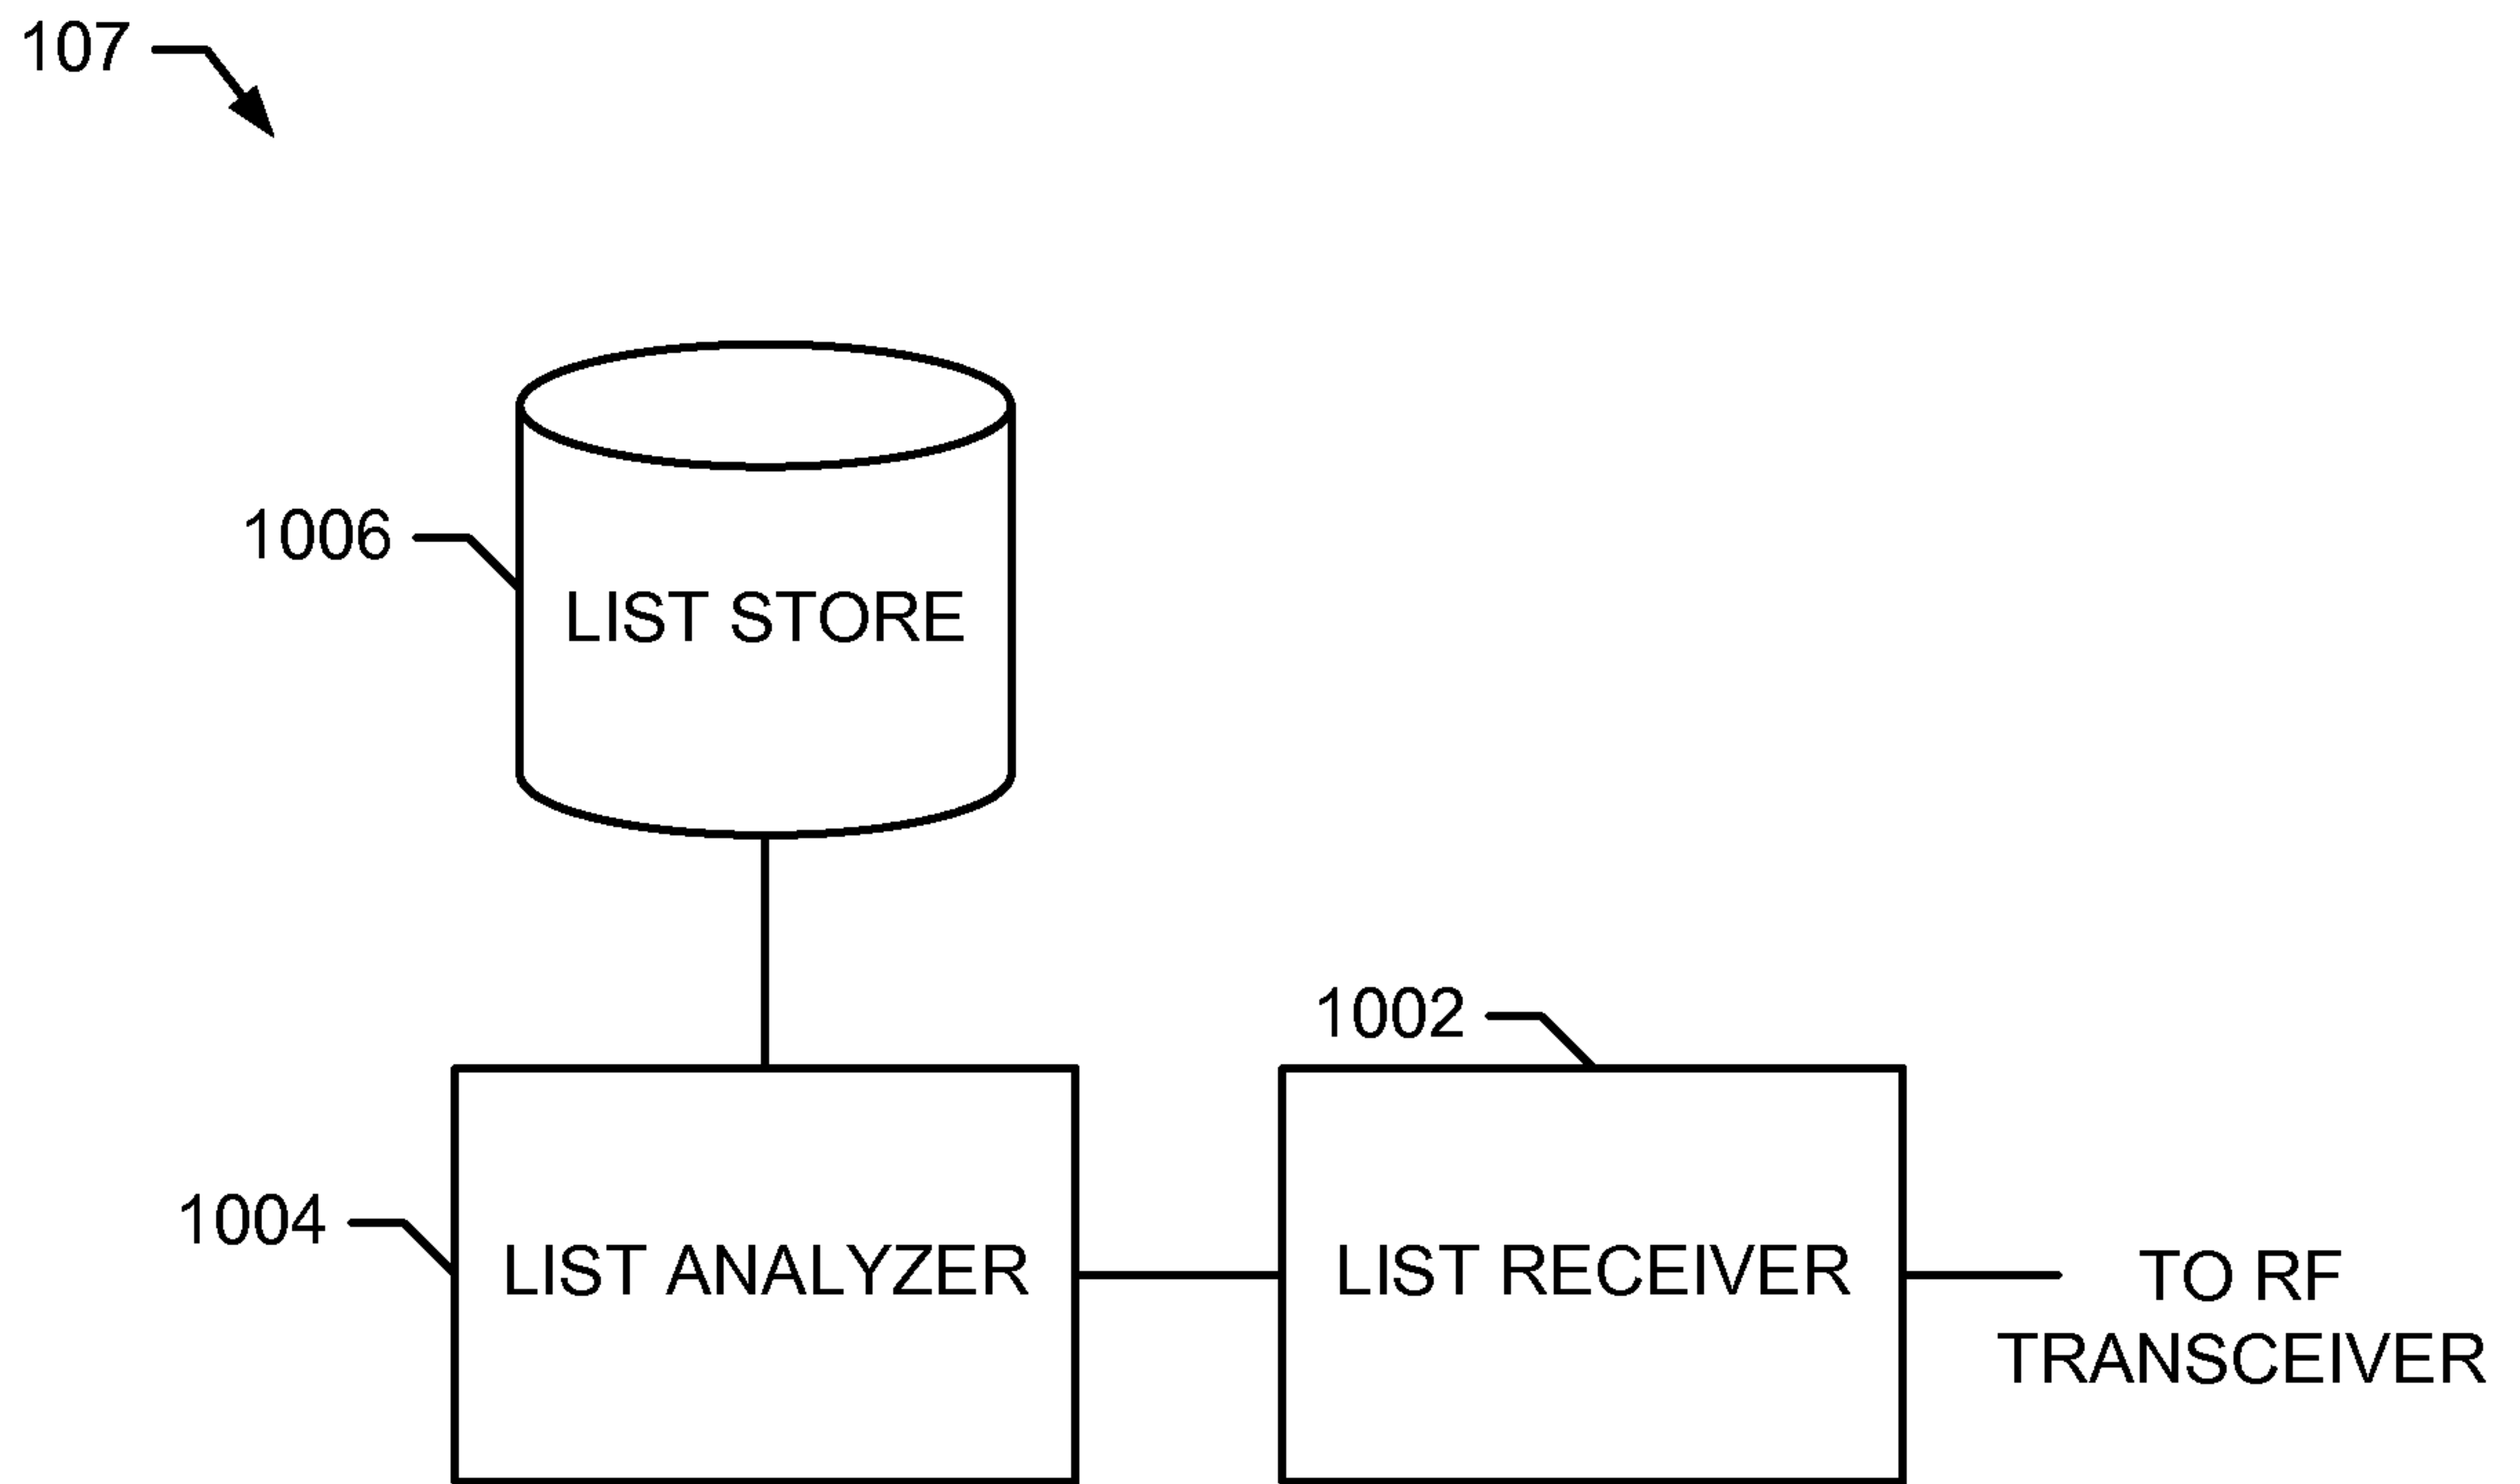 107
1006
LIST STORE
1002
1004
LIST ANALYZER
LIST RECEIVER
TO RF
TRANSCEIVER